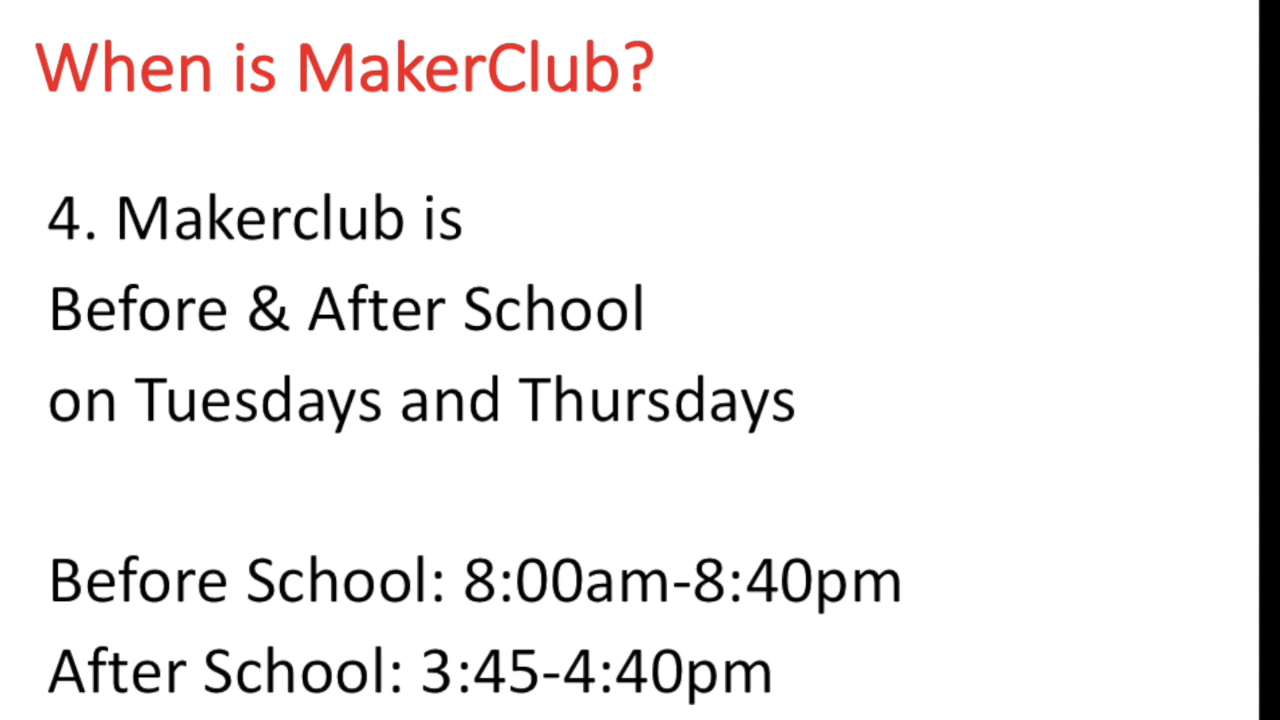 When is MakerClub?
4. Makerclub is
Before & After School
on Tuesdays and Thursdays
Before School: 8:00am-8:40pm
After School: 3:45-4:40pm